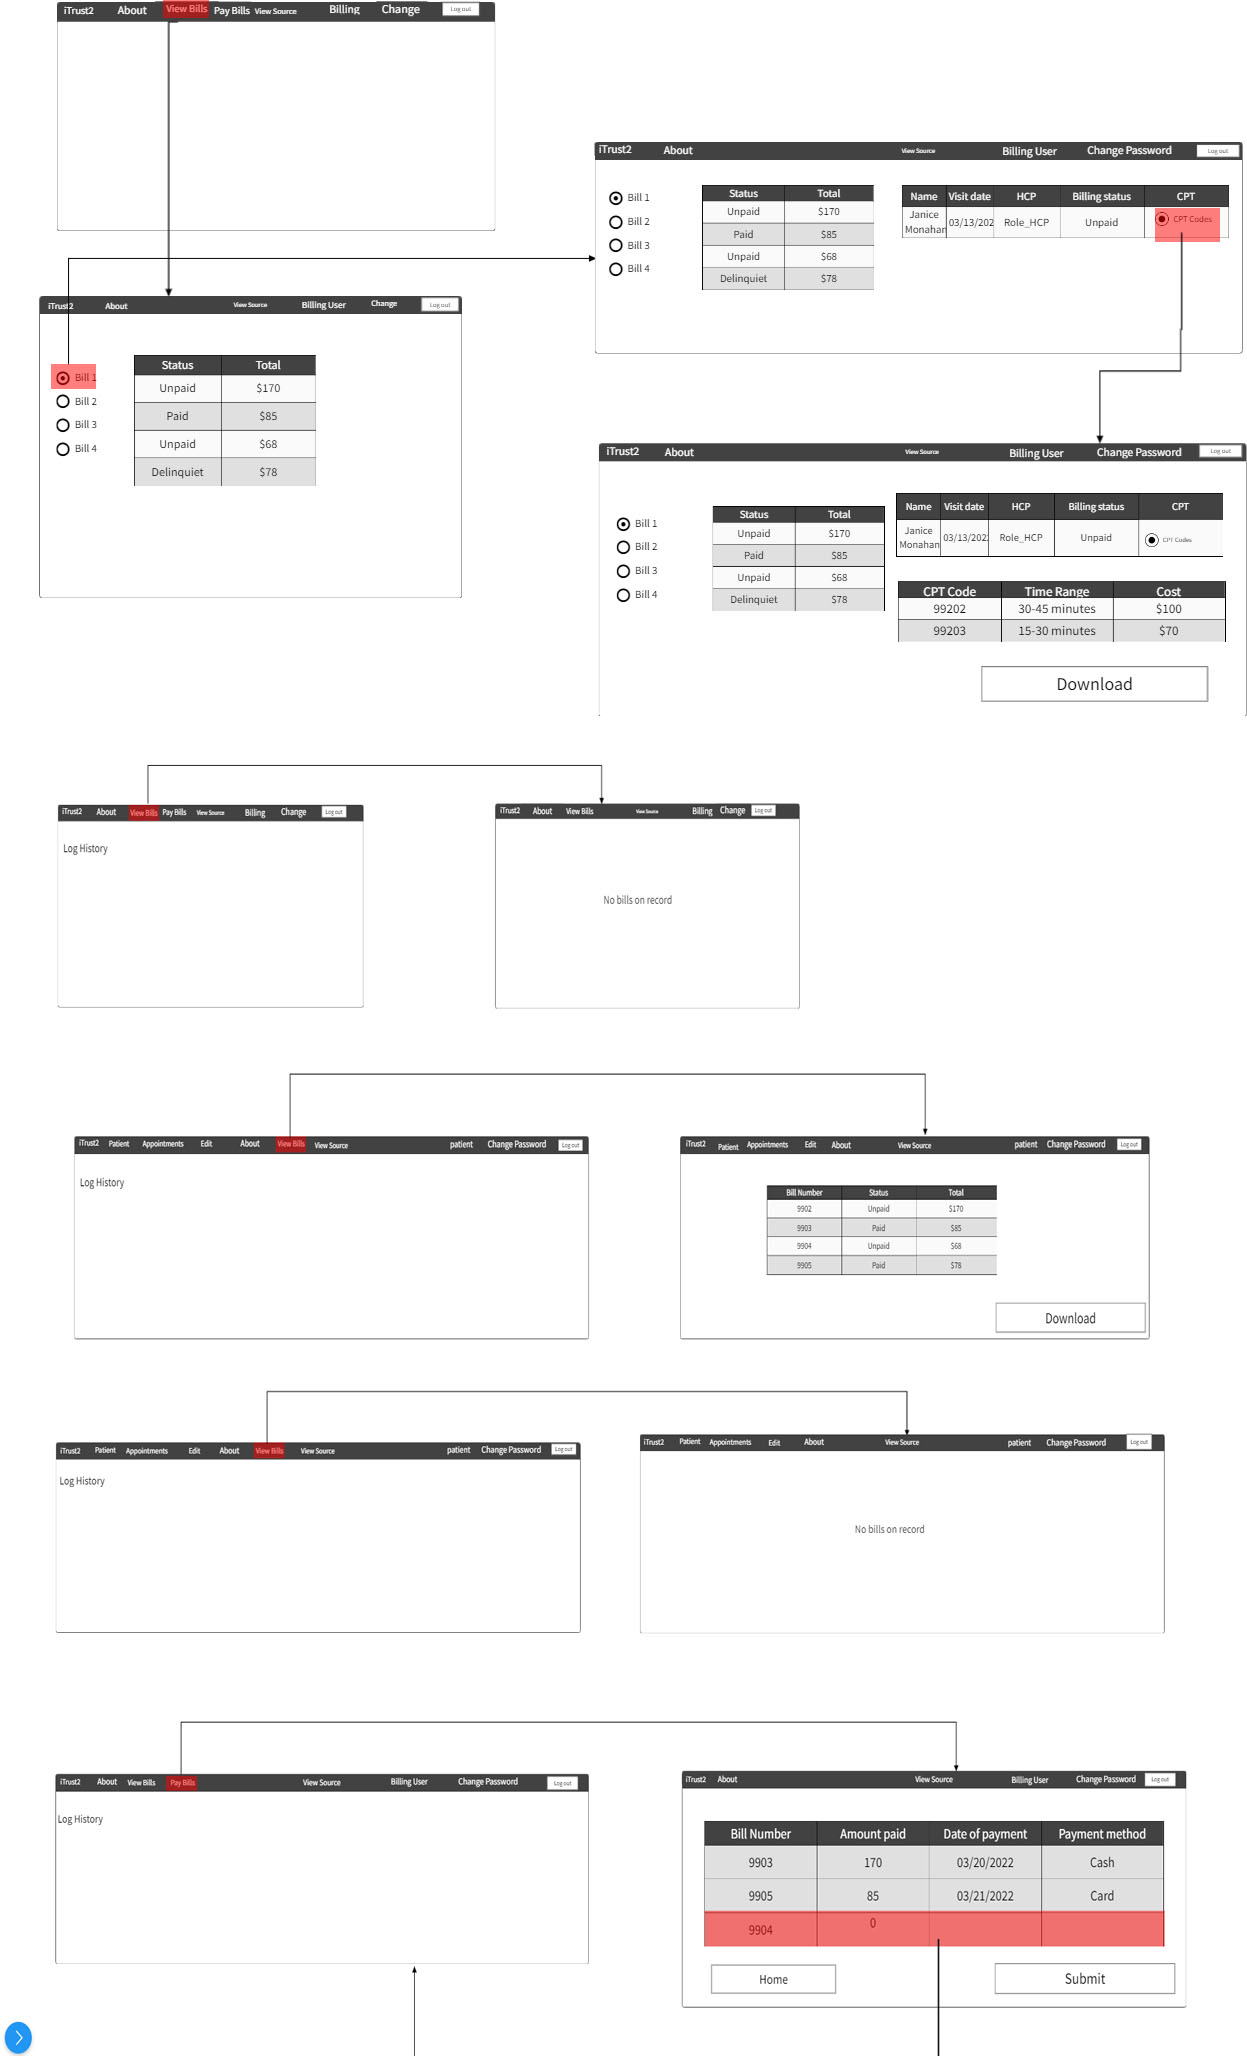 iTrust2 About View Bills Pay Bills View Source Billing Change Log out
iTrust2 About View Source Billing User Change Password Log out
Bill 1
Bill 2
Bill 3
Bill 4
Status Total
Unpaid $170
Paid $85
Unpaid $68
Delinquiet $78
Name Visit date HCP Billing status CPT
Janice
Monahan 03/13/202 Role_HCP Unpaid CPT Codes
iTrust2 About View Source Billing User Change Log out
Bill 1
Bill 2
Bill 3
Bill 4
Status Total
Unpaid $170
Paid $85
Unpaid $68
Delinquiet $78
iTrust2 About View Source Billing User Change Password Log out
Bill 1
Bill 2
Bill 3
Bill 4
Status Total
Unpaid $170
Paid $85
Unpaid $68
Delinquiet $78
Name Visit date HCP Billing status CPT
Janice
Monahan 03/13/202 Role_HCP Unpaid CPT Codes
CPT Code Time Range Cost
99202 30-45 minutes $100
99203 15-30 minutes $70
Download
iTrust2 About View Bills Pay Bills View Source Billing Change Log out
Log History
iTrust2 About View Bills View Source Billing Change Log out
No bills on record
iTrust2 Patient Appointments Edit About View Bills View Source patient Change Password Log out
Log History
iTrust2 Patient Appointments Edit About View Source patient Change Password Log out
Bill Number Status Total
9902 Unpaid $170
9903 Paid $85
9904 Unpaid $68
9905 Paid $78
Download
iTrust2 Patient Appointments Edit About View Bills View Source patient Change Password Log out
Log History
iTrust2 Patient Appointments Edit About View Source patient Change Password Log out
No bills on record
iTrust2 About View Bills Pay Bills View Source Billing User Change Password Log out
Log History
iTrust2 About View Source Billing User Change Password Log out
Bill Number Amount paid Date of payment Payment method
9903 170 03/20/2022 Cash
9905 85 03/21/2022 Card
9904 0
Home Submit